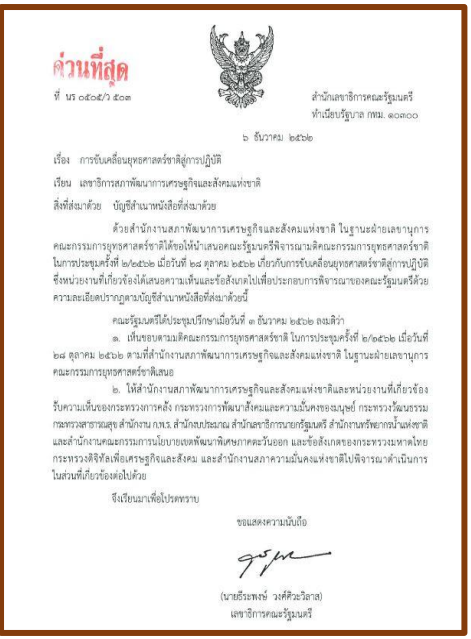 ด่วนที่สุด
ที่ นร ๐๕๐๕/ว ๕๐๓
สำนักเลขาธิการคณะรัฐมนตรี
ทำเนียบรัฐบาล กทม. ๑๐๓๐๐
๖ ธันวาคม ๒๕๖๒
เรื่อง การขับเคลื่อนยุทธศาสตร์ชาติสู่การปฏิบัติ
เรียน เลขาธิการสภาพัฒนาการเศรษฐกิจและสังคมแห่งชาติ
สิ่งที่ส่งมาด้วย บัญชีสำเนาหนังสือที่ส่งมาด้วย
ด้วยสำนักงานสภาพัฒนาการเศรษฐกิจและสังคมแห่งชาติ ในฐานะฝ่ายเลขานุการ
คณะกรรมการยุทธศาสตร์ชาติได้ขอให้นำเสนอคณะรัฐมนตรีพิจารณามติคณะกรรมการยุทธศาสตร์ชาติ
ในการประชุมครั้งที่ ๒/๒๕๖๒ เมื่อวันที่ ๒๘ ตุลาคม ๒๕๖๒ เกี่ยวกับการขับเคลื่อนยุทธศาสตร์ชาติสู่การปฏิบัติ
ซึ่งหน่วยงานที่เกี่ยวข้องได้เสนอความเห็นและข้อสังเกตไปเพื่อประกอบการพิจารณาของคณะรัฐมนตรีด้วย
ความละเอียดปรากฏตามบัญชีสำเนาหนังสือที่ส่งมาด้วยนี้
คณะรัฐมนตรีได้ประชุมปรึกษาเมื่อวันที่ ๓ ธันวาคม ๒๕๖๒ ลงมติว่า
๑. เห็นชอบตามมติคณะกรรมการยุทธศาสตร์ชาติ ในการประชุมครั้งที่ ๒/๒๕๖๒ เมื่อวันที่
๒๘ ตุลาคม ๒๕๖๒ ตามที่สำนักงานสภาพัฒนาการเศรษฐกิจและสังคมแห่งชาติ ในฐานะฝ่ายเลขานุการ
คณะกรรมการยุทธศาสตร์ชาติเสนอ
๒. ให้สำนักงานสภาพัฒนาการเศรษฐกิจและสังคมแห่งชาติและหน่วยงานที่เกี่ยวข้อง
รับความเห็นของกระทรวงการคลัง กระทรวงการพัฒนาสังคมและความมั่นคงของมนุษย์ กระทรวงวัฒนธรรม
กระทรวงสาธารณสุข สำนักงาน ก.พ.ร. สำนักงบประมาณ สำนักเลขาธิการนายกรัฐมนตรี สำนักงานทรัพยากรน้ำแห่งชาติ
และสำนักงานคณะกรรมการนโยบายเขตพัฒนาพิเศษภาคตะวันออก และข้อสังเกตของกระทรวงมหาดไทย
กระทรวงดิจิทัลเพื่อเศรษฐกิจและสังคม และสำนักงานสภาความมั่นคงแห่งชาติไปพิจารณาดำเนินการ
ในส่วนที่เกี่ยวข้องต่อไปด้วย
จึงเรียนมาเพื่อโปรดทราบ
ขอแสดงความนับถือ
(นายธีระพงษ์ วงศ์ศิวะวิลาส)
เลขาธิการคณะรัฐมนตรี